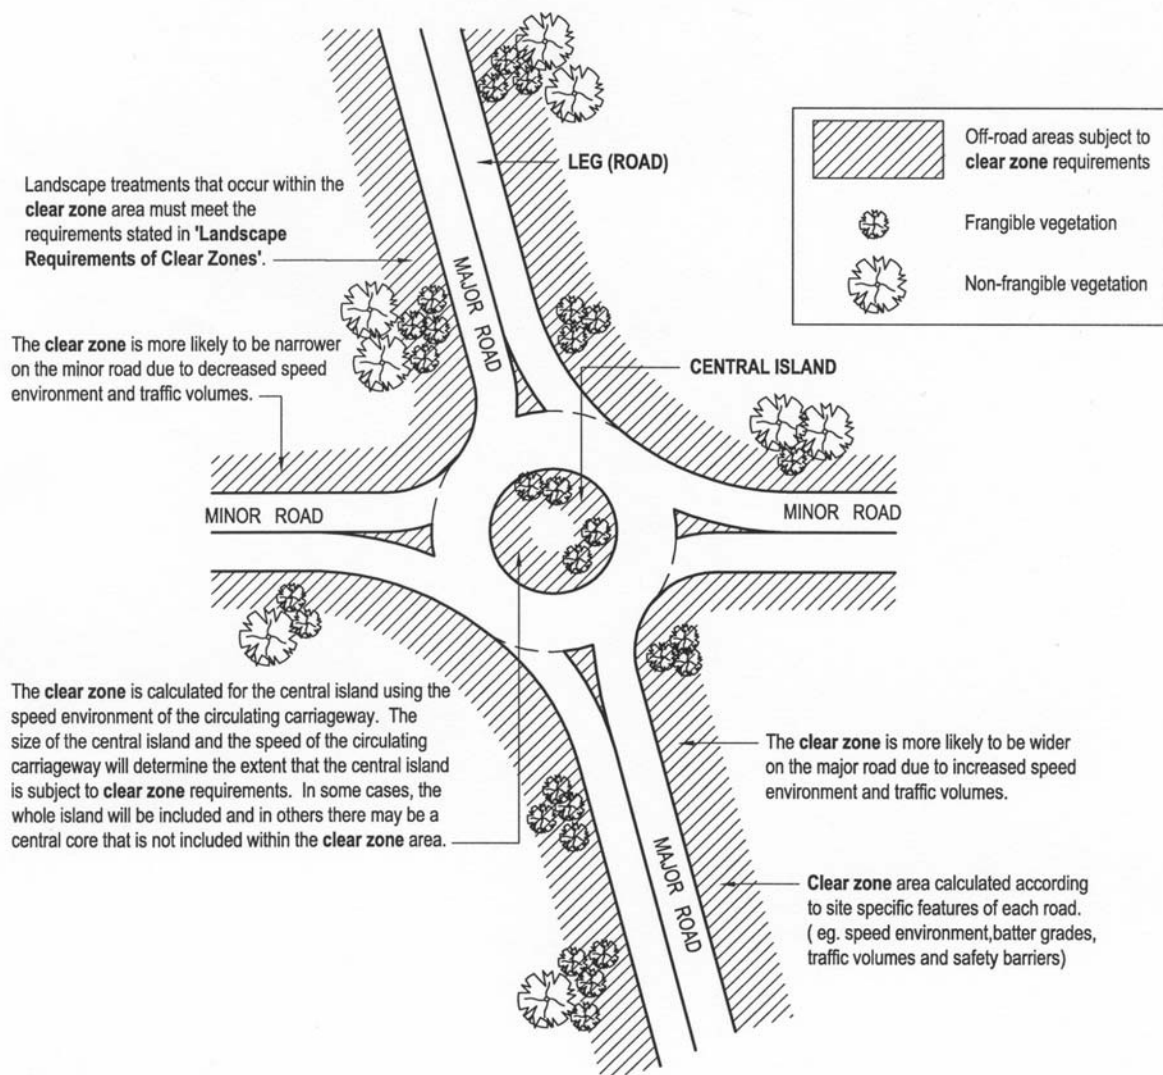 Off-road areas subject to
clear zone requirements
Frangible vegetation
Non-frangible vegetation
LEG (ROAD)
Landscape treatments that occur within the
clear zone area must meet the
requirements stated in 'Landscape
Requirements of Clear Zones'.
MAJOR ROAD
The clear zone is more likely to be narrower
on the minor road due to decreased speed
environment and traffic volumes.
CENTRAL ISLAND
MINOR ROAD
MINOR ROAD
The clear zone is calculated for the central island using the
speed environment of the circulating carriageway. The
size of the central island and the speed of the circulating
carriageway will determine the extent that the central island
is subject to clear zone requirements. In some cases, the
whole island will be included and in others there may be a
central core that is not included within the clear zone area.
The clear zone is more likely to be wider
on the major road due to increased speed
environment and traffic volumes.
MAJOR ROAD
Clear zone area calculated according
to site specific features of each road.
( eg. speed environment,batter grades,
traffic volumes and safety barriers)